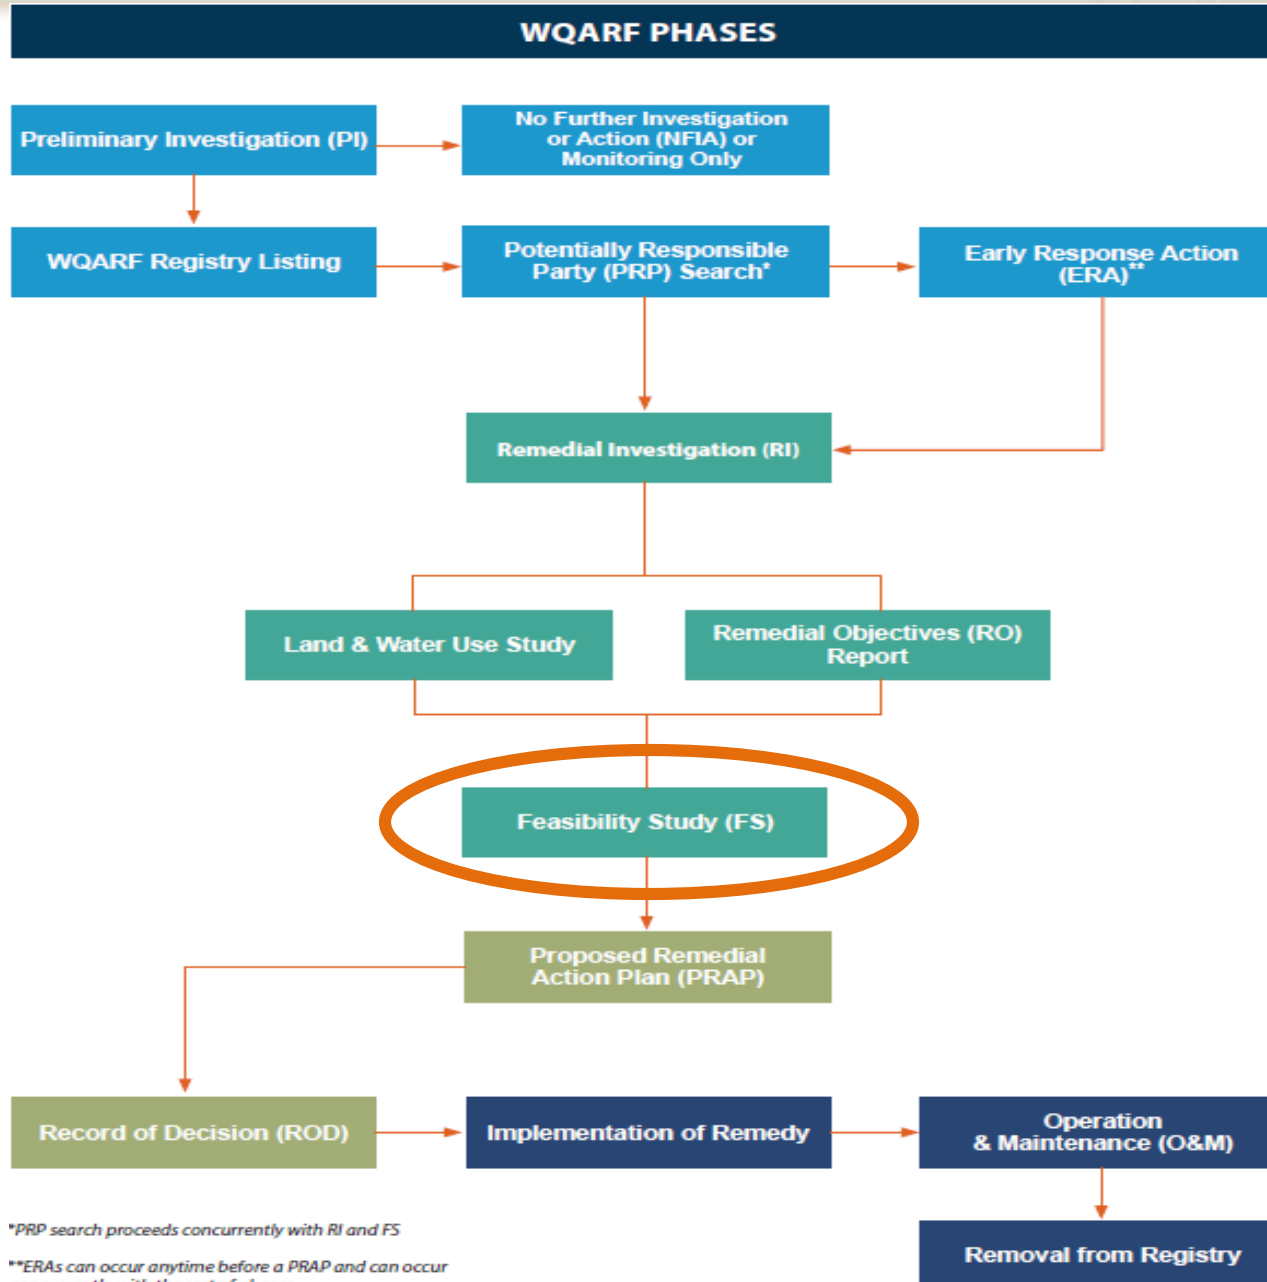 WQARF PHASES
Preliminary Investigation (PI)
No Further Investigation
or Action (NFIA) or
Monitoring Only
WQARF Registry Listing
Potentially Responsible
Party (PRP) Search*
Early Response Action
(ERA)**
Remedial Investigation (RI)
Land & Water Use Study
Remedial Objectives (RO)
Report
Feasibility Study (FS)
Proposed Remedial
Action Plan (PRAP)
Record of Decision (ROD)
Implementation of Remedy
Operation
& Maintenance (O&M)
Removal from Registry
*PRP search proceeds concurrently with RI and FS
**ERAs can occur anytime before a PRAP and can occur